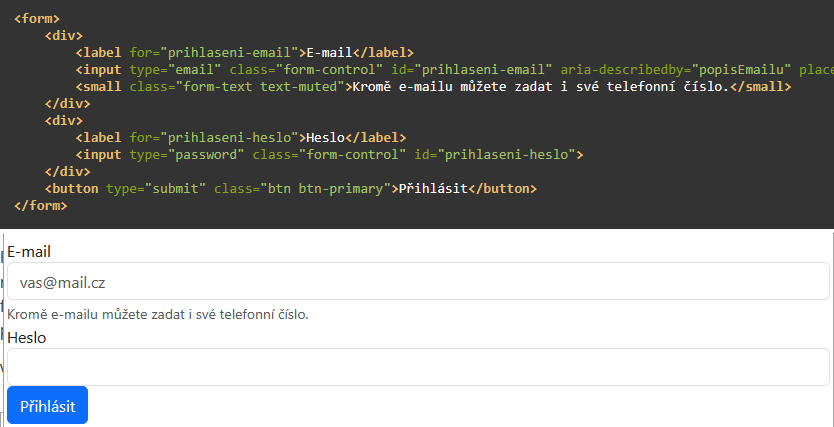 <form>
<div>
<label for="prihlaseni-email">E-mail</label>
<input type="email" class="form-control" id="prihlaseni-email" aria-describedby="popisEmailu" place
<small class="form-text text-muted">Kromě e-mailu můžete zadat i své telefonní číslo.</small>
</div>
<div>
<label for="prihlaseni-heslo">Heslo</label>
<input type="password" class="form-control" id="prihlaseni-heslo">
</div>
<button type="submit" class="btn btn-primary">Přihlásit</button>
</form>
E-mail
vas@mail.cz
Kromě e-mailu můžete zadat i své telefonní číslo.
Heslo
Přihlásit